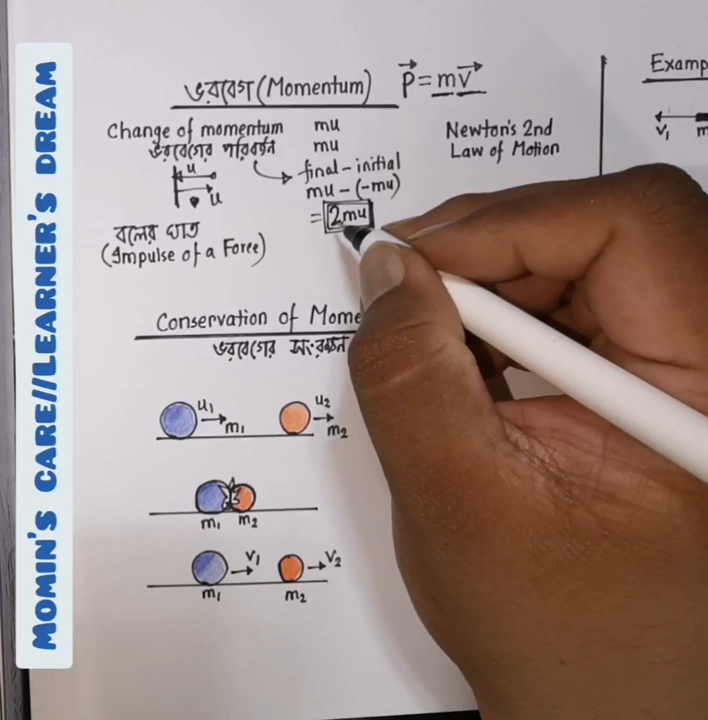 MOMIN'S CARE//LEARNER'S DREAM
ভরবেগ (Momentum) P = mv
Change of momentum mu
ভরবেগের পরিবর্তন mu
u
u
final - initial
mu - (-mu)
= 2mu
বলের ঘাত
(Impulse of a Force)
Newton's 2nd
Law of Motion
Examp
v₁ m
Conservation of Mome
ভরবেগের সংরক্ষণ
u₁ u₂
m₁ m₂
m₁ m₂
v₁ v₂
m₁ m₂